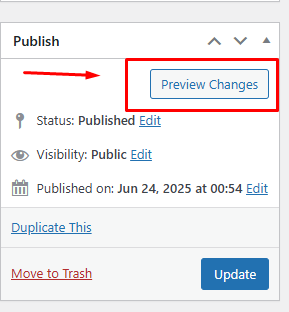 Publish
Preview Changes
Status: Published Edit
Visibility: Public Edit
Published on: Jun 24, 2025 at 00:54 Edit
Duplicate This
Move to Trash
Update